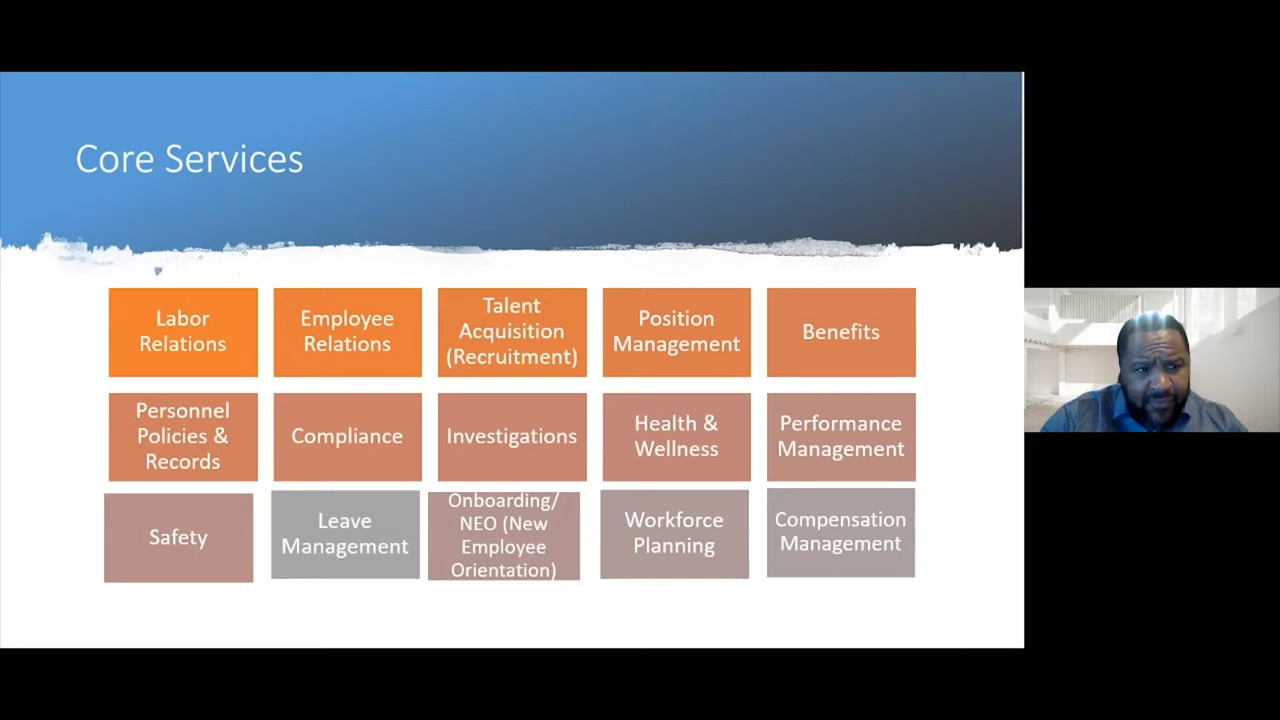 Core Services
Labor
Relations
Employee
Relations
Talent
Acquisition
(Recruitment)
Position
Management
Benefits
Personnel
Policies &
Records
Compliance
Investigations
Health &
Wellness
Performance
Management
Safety
Leave
Management
Onboarding/
NEO (New
Employee
Orientation)
Workforce
Planning
Compensation
Management